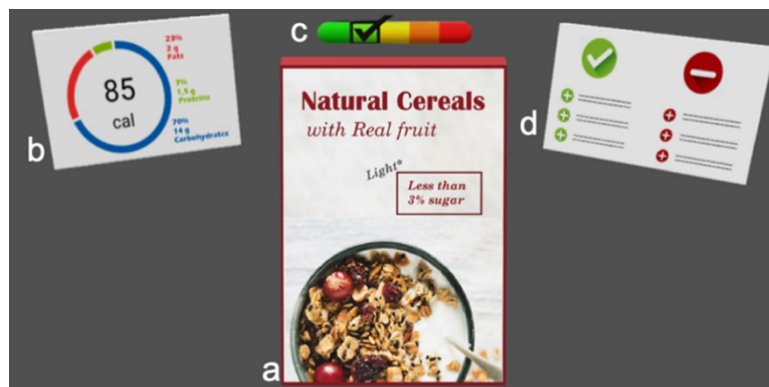 c
b
85
cal
23%
2 g
Fats
7%
1,5 g
Proteins
70%
14 g
Carbohydrates
d
Natural Cereals
with Real fruit
Light*
Less than
3% sugar
a